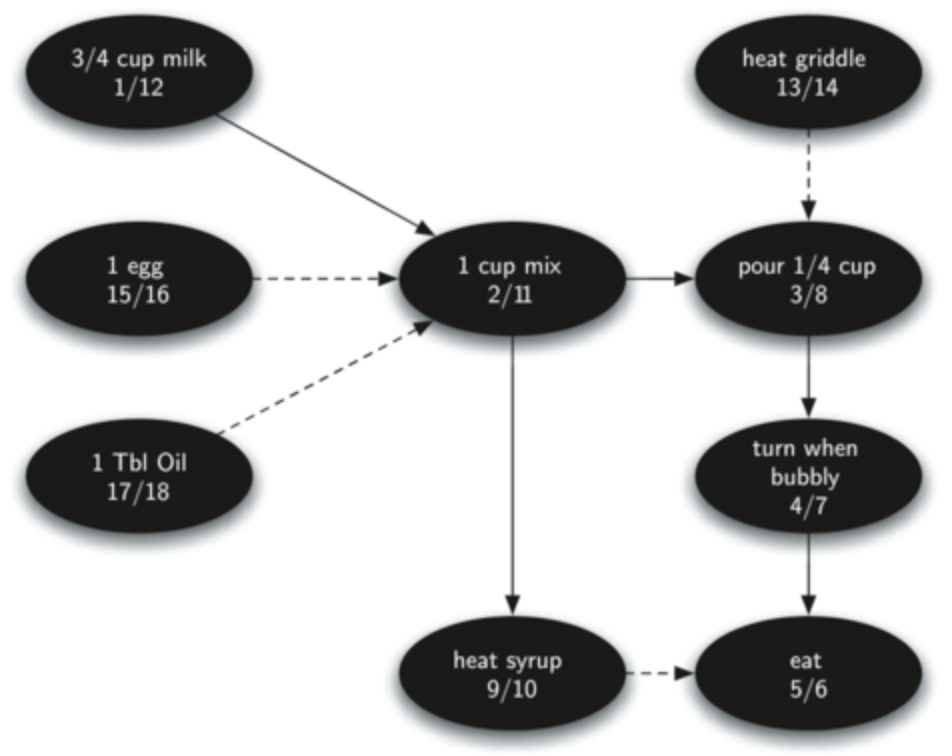 3/4 cup milk
1/12
heat griddle
13/14
1 egg
15/16
1 cup mix
2/11
pour 1/4 cup
3/8
1 Tbl Oil
17/18
turn when
bubbly
4/7
heat syrup
9/10
eat
5/6